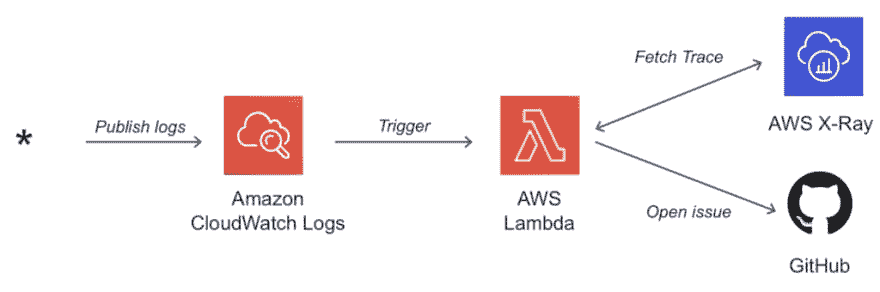 *
Publish logs
Amazon
CloudWatch Logs
Trigger
AWS
Lambda
Fetch Trace
AWS X-Ray
Open issue
GitHub